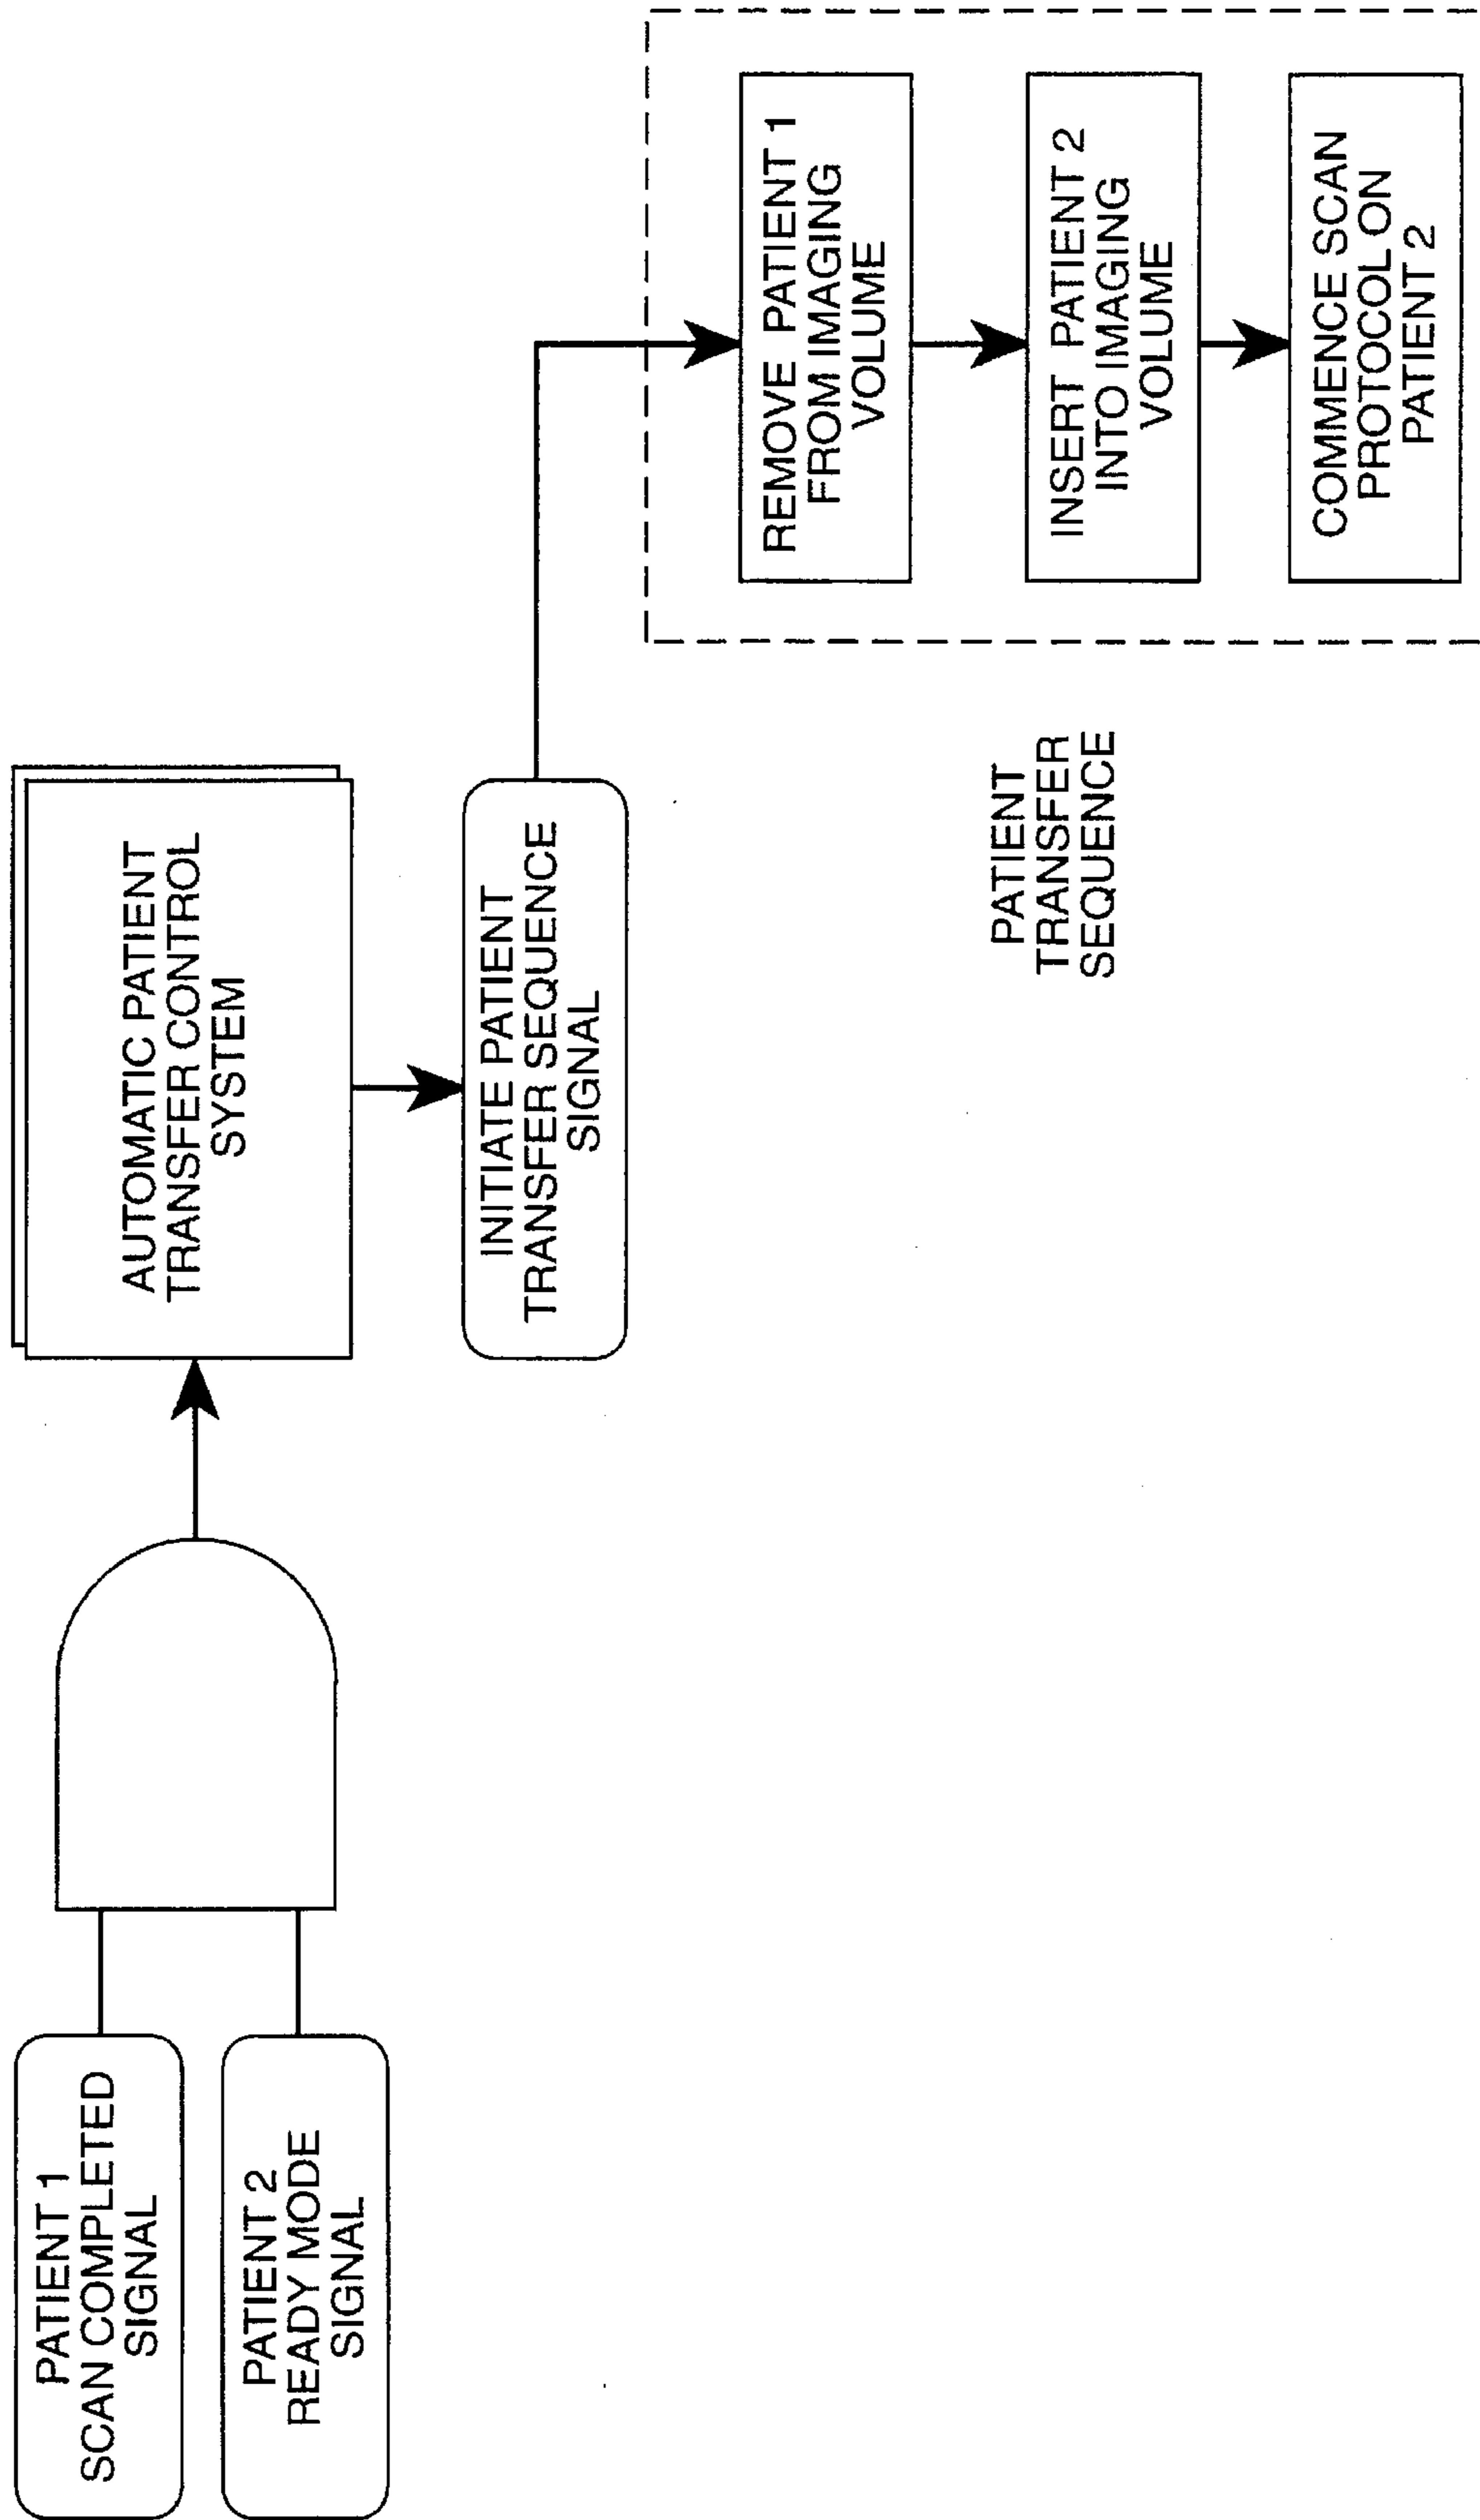 PATIENT 1
SCAN COMPLETED
SIGNAL
PATIENT 2
READY MODE
SIGNAL
AUTOMATIC PATIENT
TRANSFER CONTROL
SYSTEM
INITIATE PATIENT
TRANSFER SEQUENCE
SIGNAL
PATIENT
TRANSFER
SEQUENCE
REMOVE PATIENT 1
FROM IMAGING
VOLUME
INSERT PATIENT 2
INTO IMAGING
VOLUME
COMMENCE SCAN
PROTOCOL ON
PATIENT 2